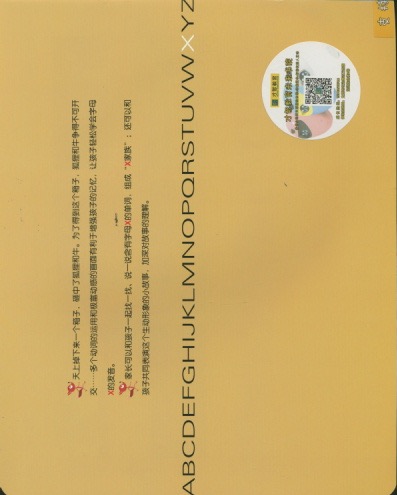 天上掉下来一个箱子，砸中了狐狸和牛。为了得到这个箱子，狐狸和牛争得不可开
交……多个动词的运用和极富动感的画面有利于增强孩子的记忆，让孩子轻松学会字母
X的发音。
家长可以和孩子一起找一找、说一说含有字母X的单词，组成“X家族”；还可以和
孩子共同表演这个生动形象的小故事，加深对故事的理解。
ABCDEFGHIJKLMNOPQRSTUVWXYZ